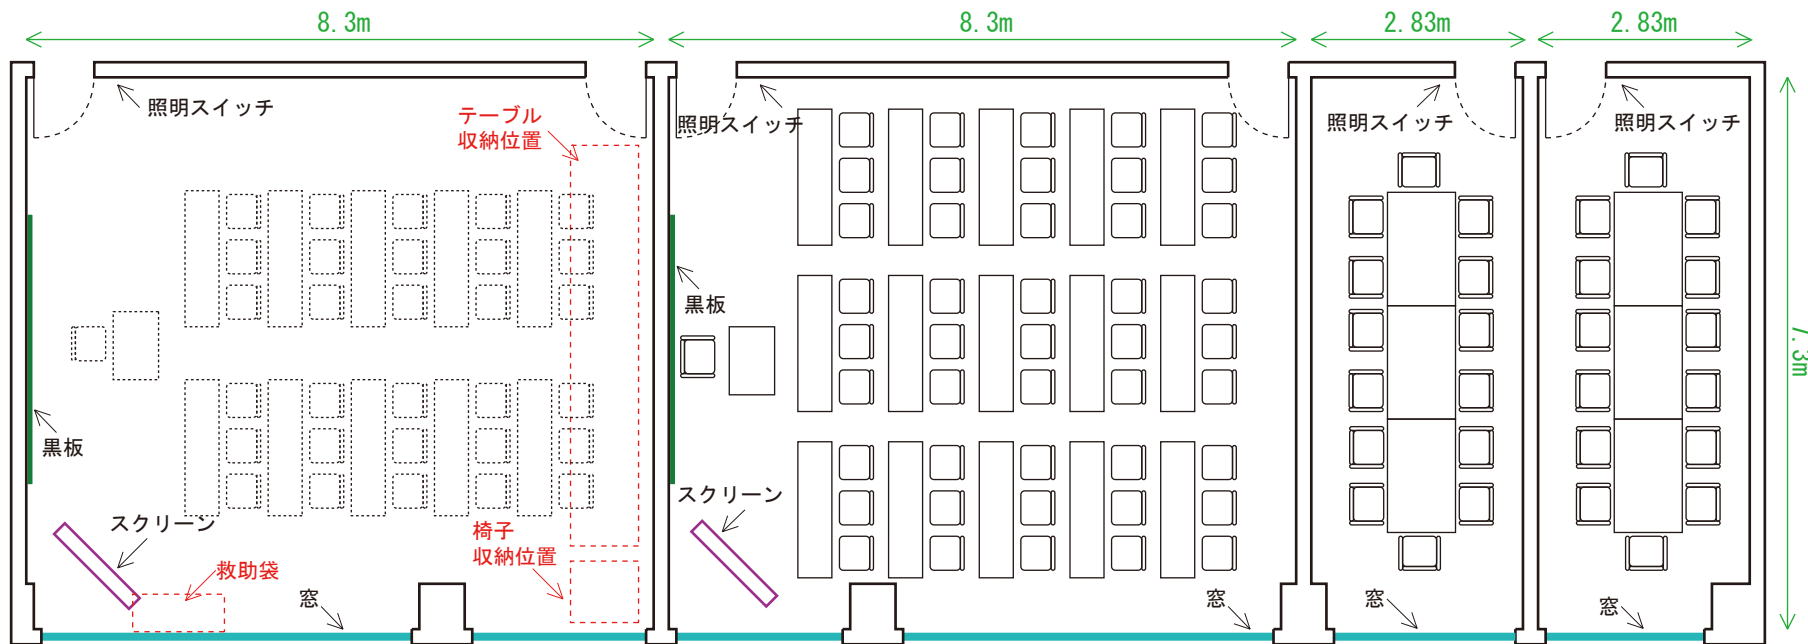 8.3m
8.3m
2.83m
2.83m
照明スイッチ
テーブル
収納位置
照明スイッチ
照明スイッチ
照明スイッチ
黒板
7.3m
黒板
スクリーン
スクリーン
椅子
収納位置
救助袋
窓
窓
窓
窓